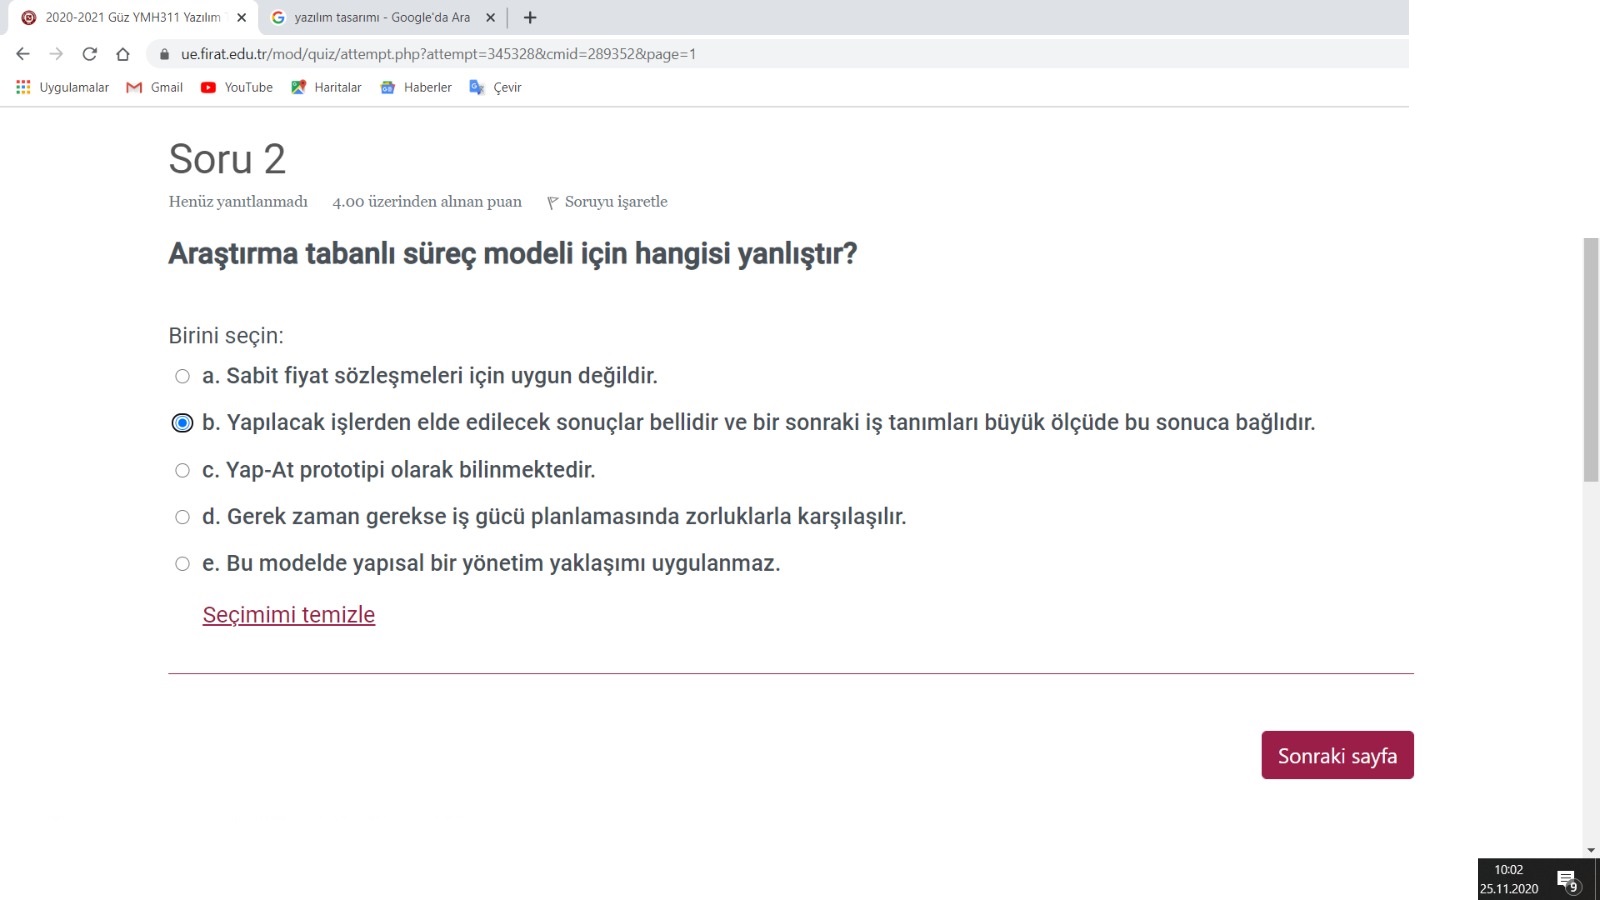 2020-2021 Güz YMH311 Yazılım
yazılım tasarımı - Google'da Ara
ue.firat.edu.tr/mod/quiz/attempt.php?attempt=345328&cmid=289352&page=1
Uygulamalar Gmail YouTube Haritalar Haberler Çevir
Soru 2
Henüz yanıtlanmadı 4.00 üzerinden alınan puan Soruyu işaretle
Araştırma tabanlı süreç modeli için hangisi yanlıştır?
Birini seçin:
a. Sabit fiyat sözleşmeleri için uygun değildir.
b. Yapılacak işlerden elde edilecek sonuçlar bellidir ve bir sonraki iş tanımları büyük ölçüde bu sonuca bağlıdır.
c. Yap-At prototipi olarak bilinmektedir.
d. Gerek zaman gerekse iş gücü planlamasında zorluklarla karşılaşılır.
e. Bu modelde yapısal bir yönetim yaklaşımı uygulanmaz.
Seçimimi temizle
Sonraki sayfa
10:02
25.11.2020
9